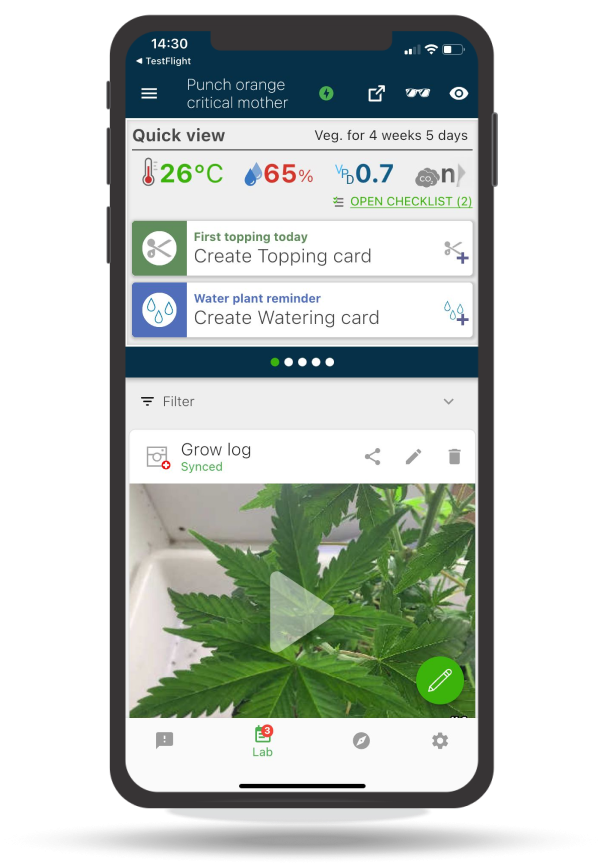 14:30
◀ TestFlight
Punch orange
critical mother
Quick view
Veg. for 4 weeks 5 days
26°C
65%
VPD 0.7
CO2 n
OPEN CHECKLIST (2)
First topping today
Create Topping card
Water plant reminder
Create Watering card
Filter
Grow log
Synced
3
Lab